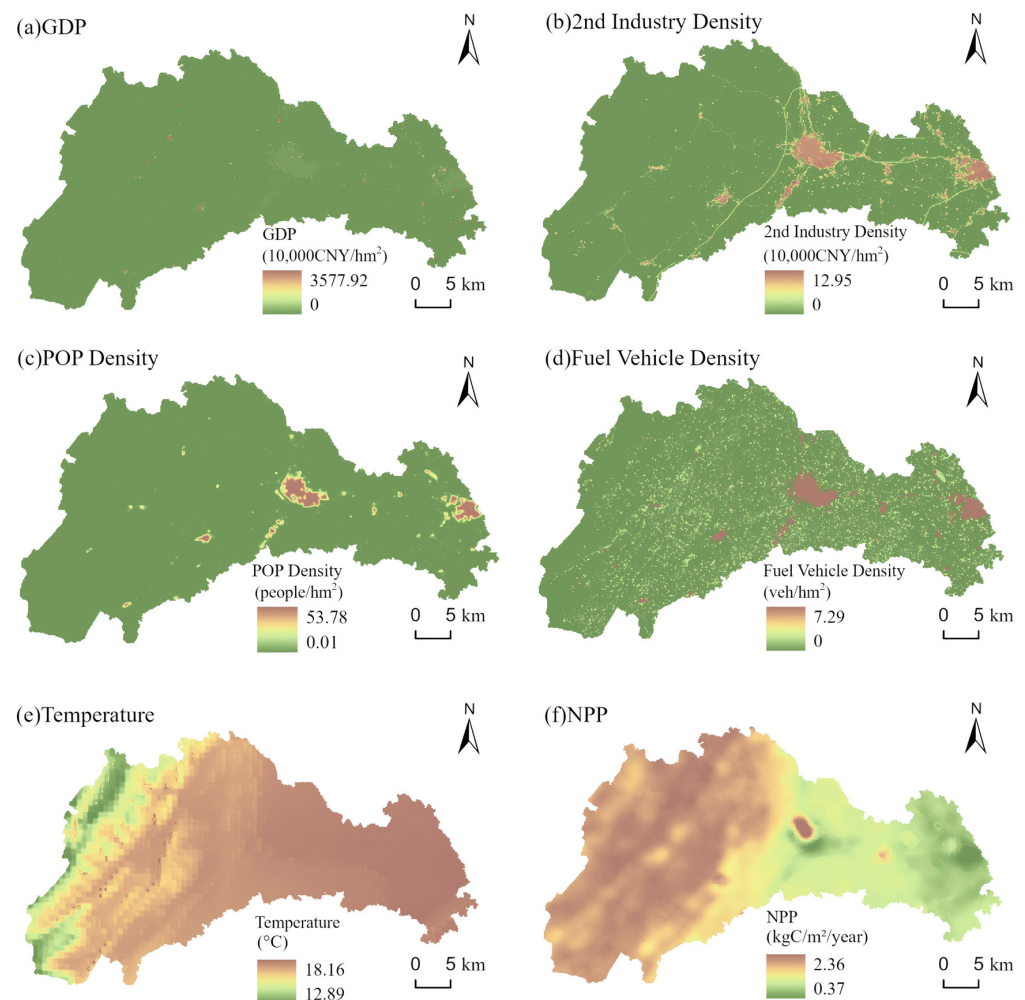 (a)GDP
N
GDP
(10,000CNY/hm²)
3577.92
0
0 5 km
(b)2nd Industry Density
N
2nd Industry Density
(10,000CNY/hm²)
12.95
0
0 5 km
(c)POP Density
N
POP Density
(people/hm²)
53.78
0.01
0 5 km
(d)Fuel Vehicle Density
N
Fuel Vehicle Density
(veh/hm²)
7.29
0
0 5 km
(e)Temperature
N
Temperature
(°C)
18.16
12.89
0 5 km
(f)NPP
N
NPP
(kgC/m²/year)
2.36
0.37
0 5 km